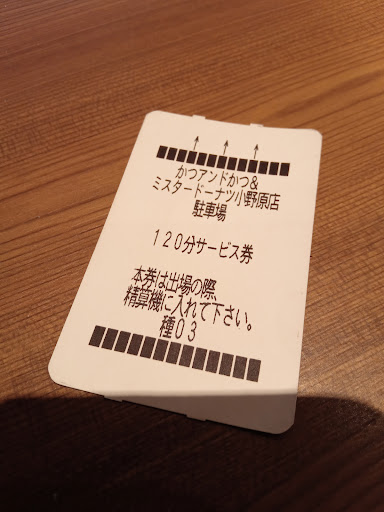 かつアンドかつ&
ミスタードーナツ小野原店
駐車場
120分サービス券
本券は出場の際、
精算機に入れて下さい。
種03